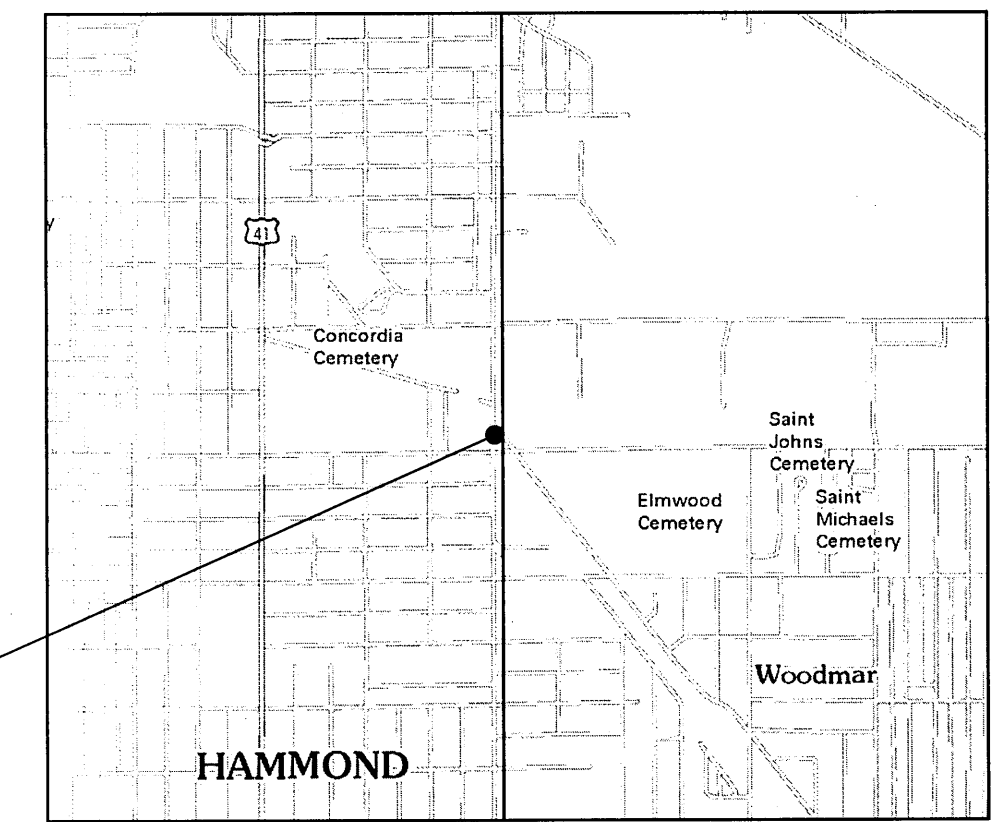 y
41
Concordia
Cemetery
Saint
Johns
Cemetery
Elmwood
Cemetery
Saint
Michaels
Cemetery
Woodmar
HAMMOND